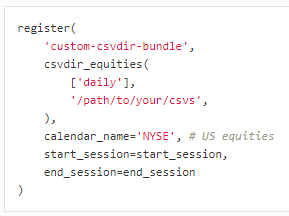 register(
    'custom-csvdir-bundle',
    csvdir_equities(
        ['daily'],
        '/path/to/your/csvs',
    ),
    calendar_name='NYSE', # US equities
    start_session=start_session,
    end_session=end_session
)